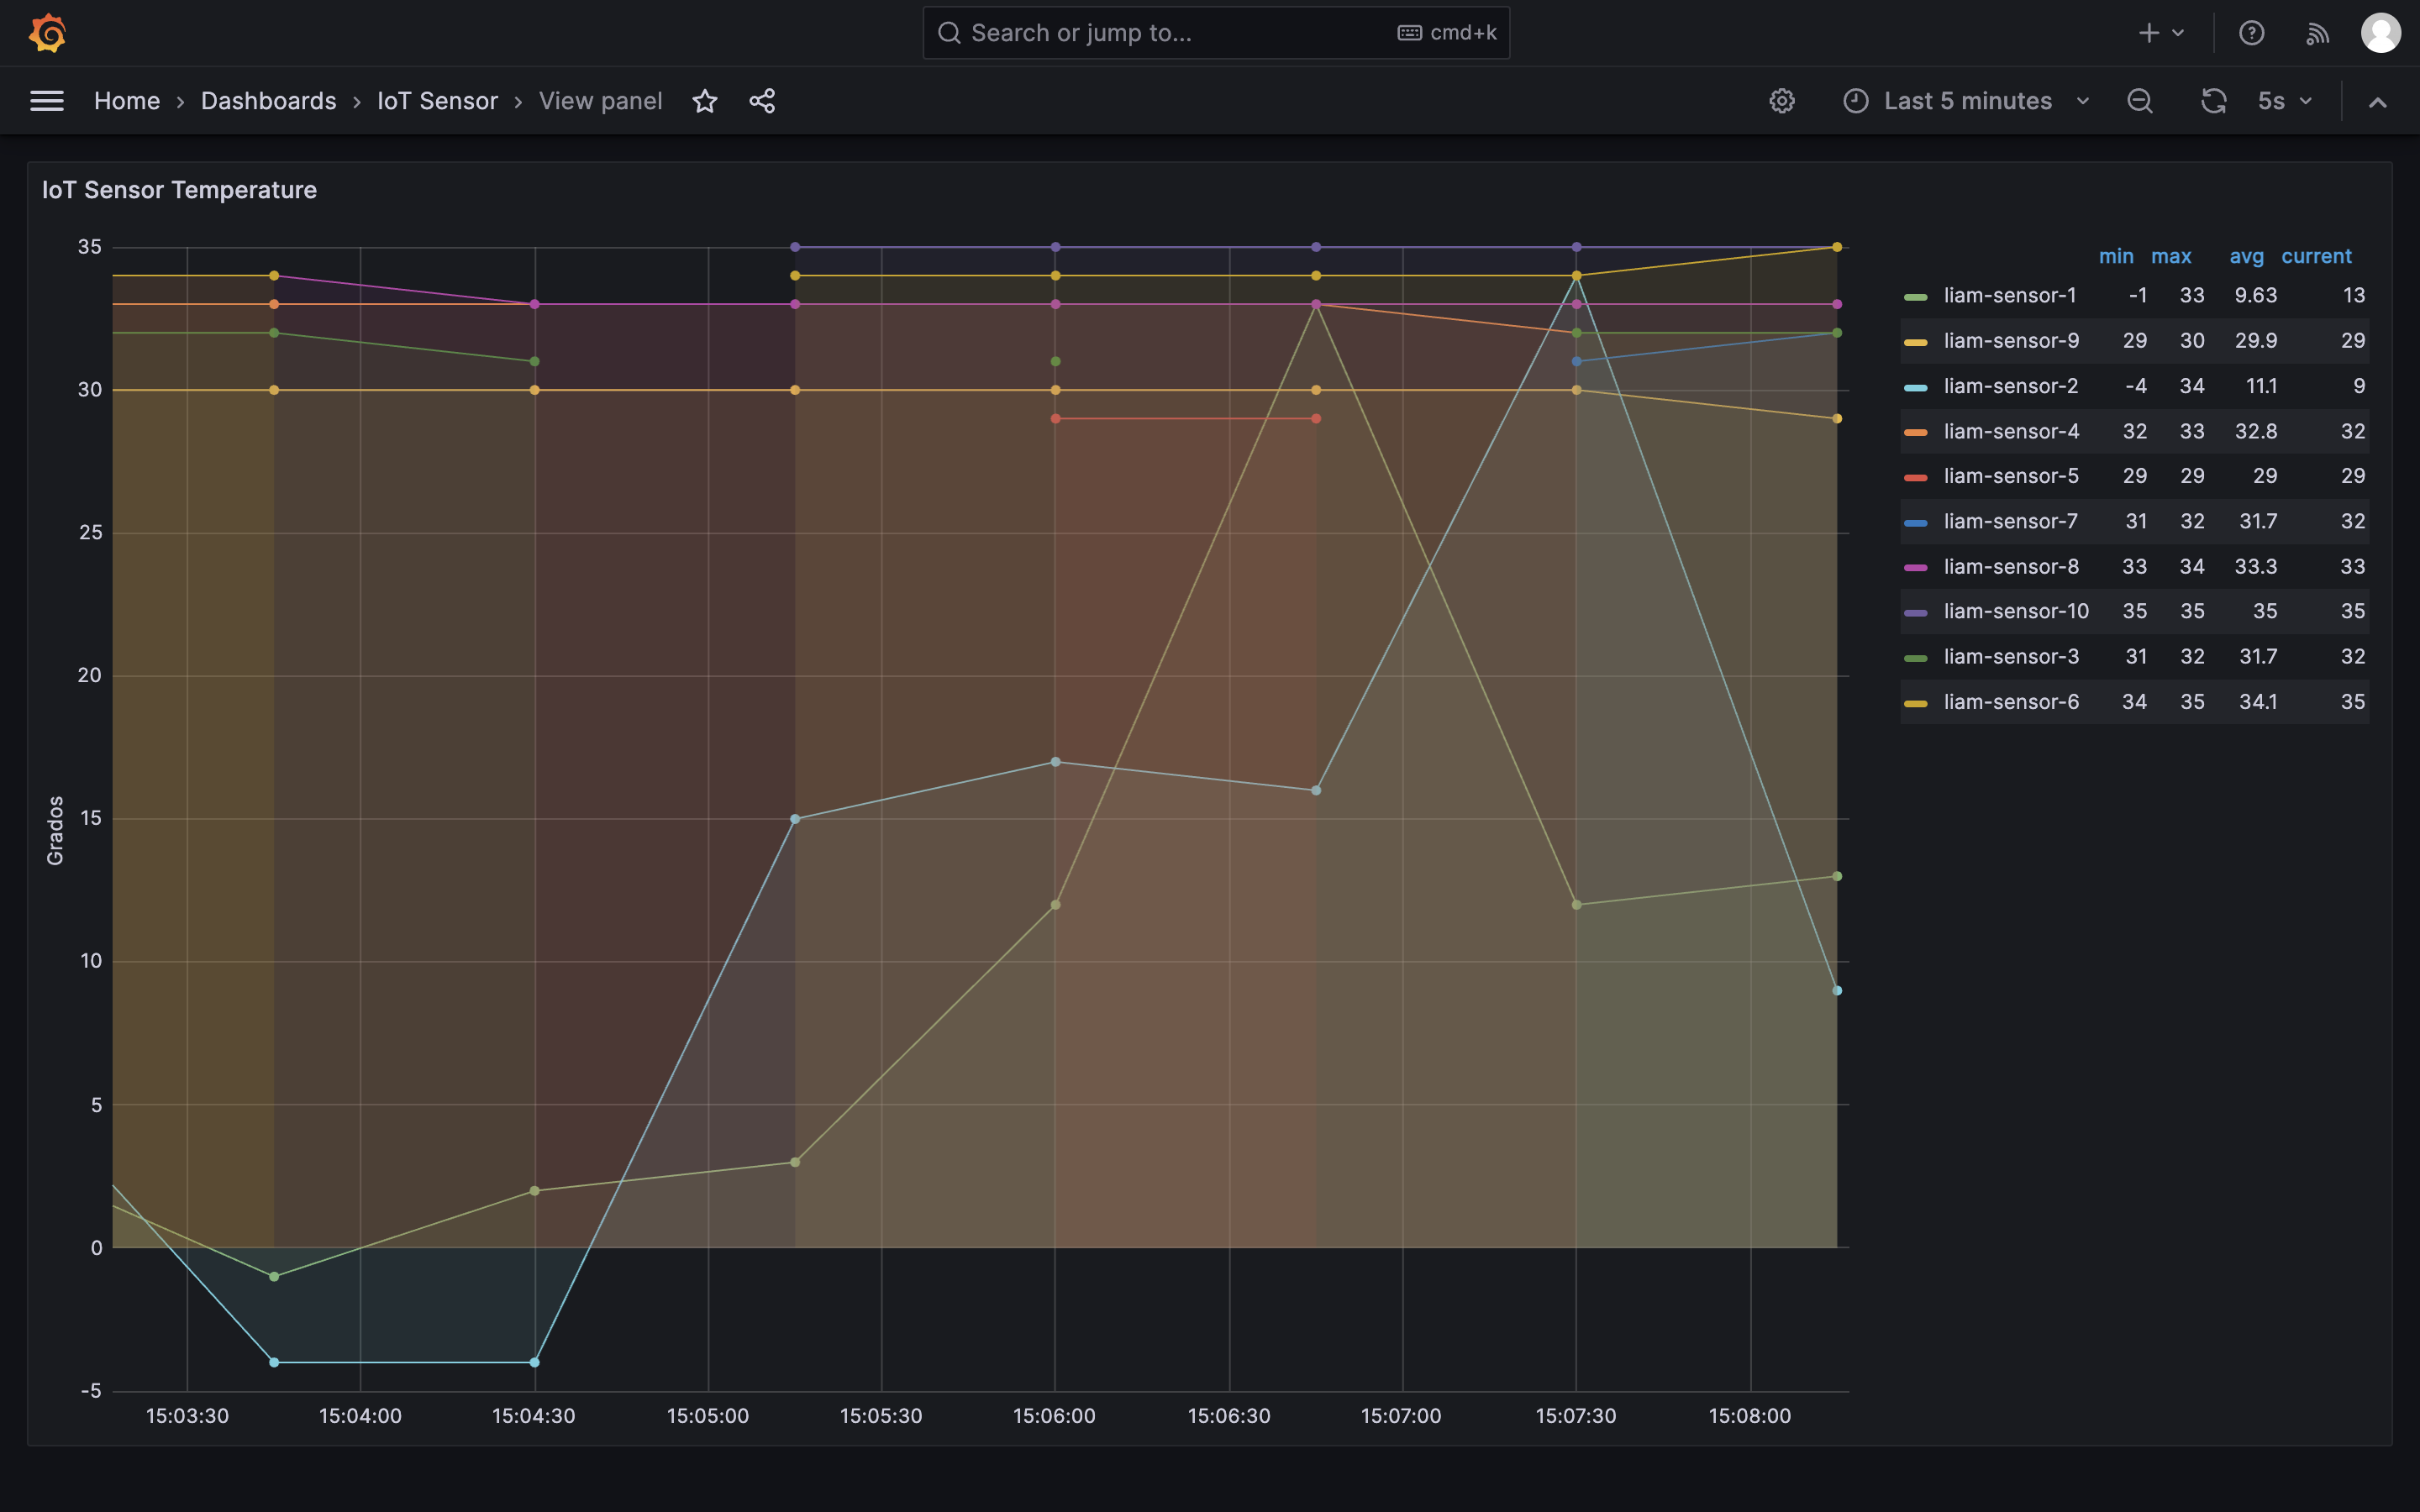 Search or jump to... cmd+k
Home › Dashboards › IoT Sensor › View panel Last 5 minutes 5s
IoT Sensor Temperature
Grados
35
30
25
20
15
10
5
0
-5
15:03:30 15:04:00 15:04:30 15:05:00 15:05:30 15:06:00 15:06:30 15:07:00 15:07:30 15:08:00
min max avg current
liam-sensor-1 -1 33 9.63 13
liam-sensor-9 29 30 29.9 29
liam-sensor-2 -4 34 11.1 9
liam-sensor-4 32 33 32.8 32
liam-sensor-5 29 29 29 29
liam-sensor-7 31 32 31.7 32
liam-sensor-8 33 34 33.3 33
liam-sensor-10 35 35 35 35
liam-sensor-3 31 32 31.7 32
liam-sensor-6 34 35 34.1 35